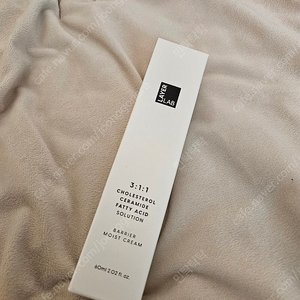 LAYER
LAB
3:1:1
CHOLESTEROL
CERAMIDE
FATTY ACID
SOLUTION
BARRIER
MOIST CREAM
60ml 2.02 fl. oz.